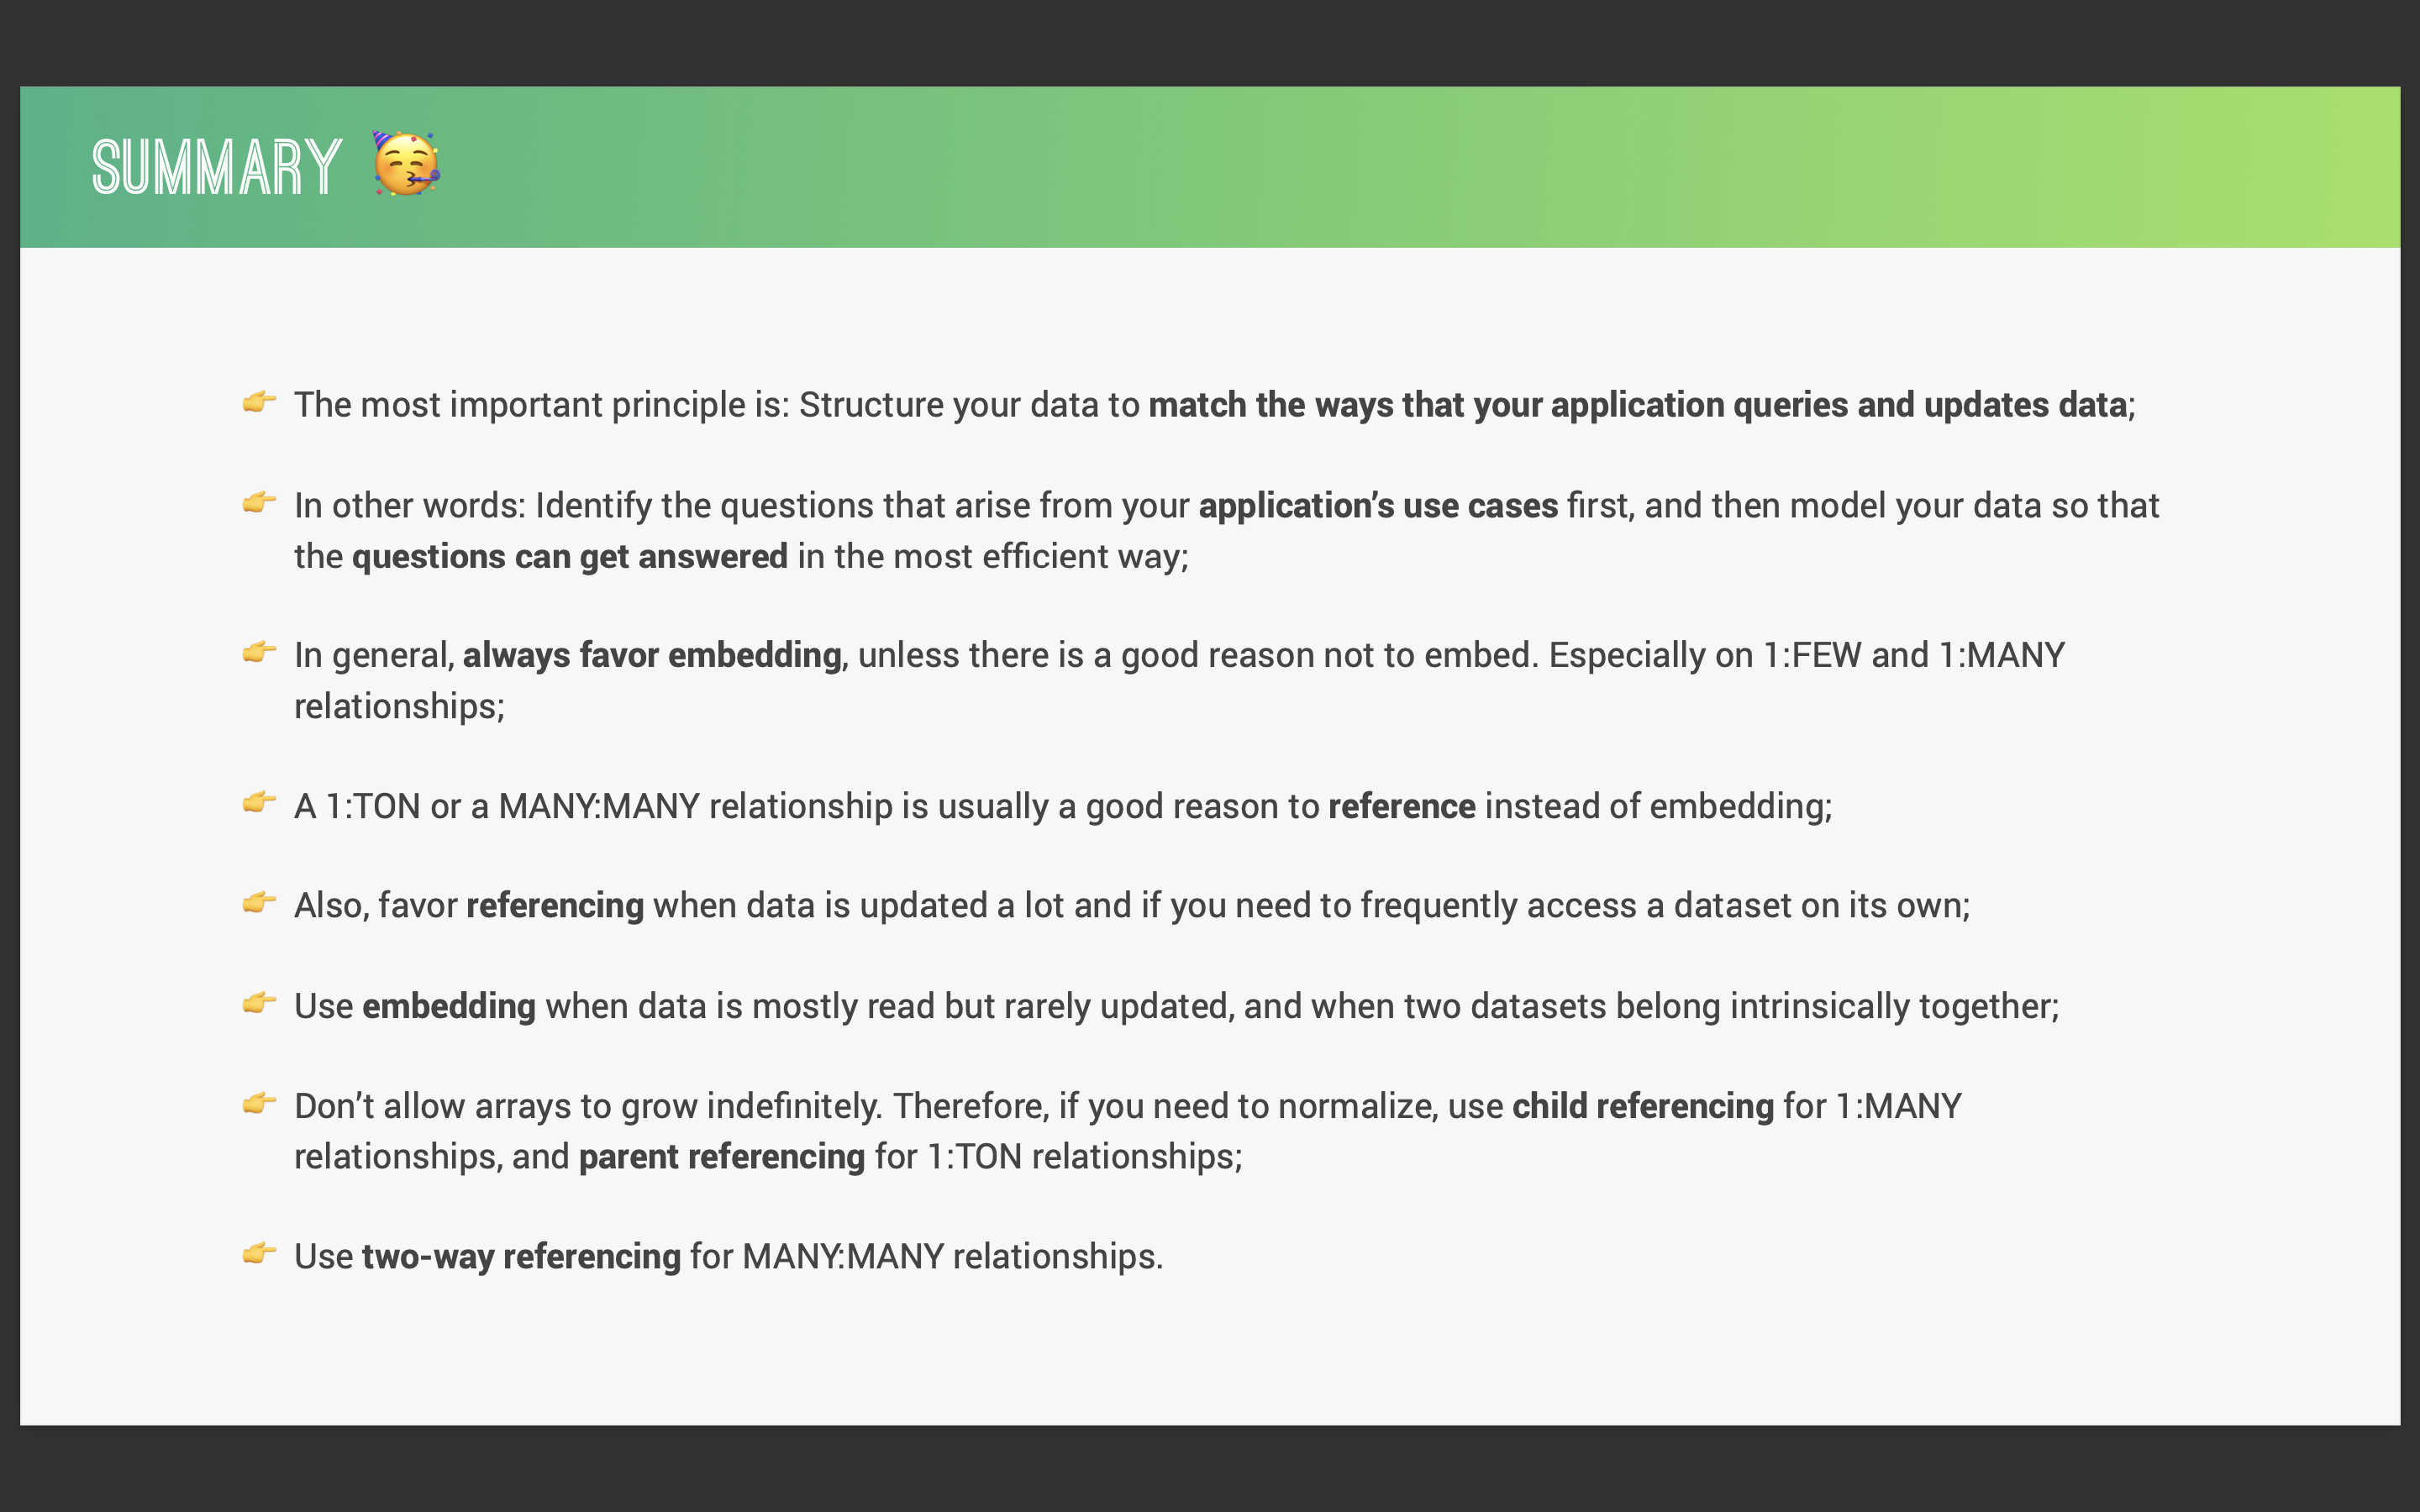 SUMMARY 🥳
👉 The most important principle is: Structure your data to match the ways that your application queries and updates data;
👉 In other words: Identify the questions that arise from your application’s use cases first, and then model your data so that
the questions can get answered in the most efficient way;
👉 In general, always favor embedding, unless there is a good reason not to embed. Especially on 1:FEW and 1:MANY
relationships;
👉 A 1:TON or a MANY:MANY relationship is usually a good reason to reference instead of embedding;
👉 Also, favor referencing when data is updated a lot and if you need to frequently access a dataset on its own;
👉 Use embedding when data is mostly read but rarely updated, and when two datasets belong intrinsically together;
👉 Don’t allow arrays to grow indefinitely. Therefore, if you need to normalize, use child referencing for 1:MANY
relationships, and parent referencing for 1:TON relationships;
👉 Use two-way referencing for MANY:MANY relationships.